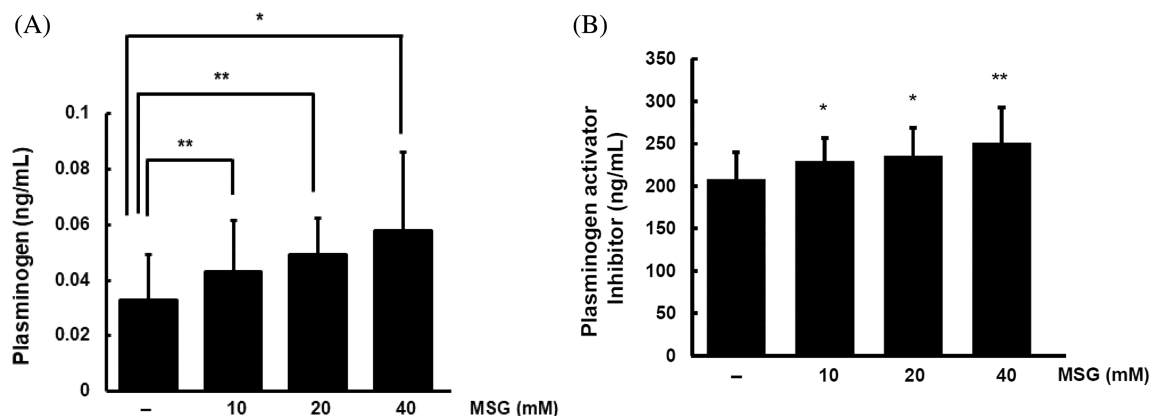 (A)
*
**
**
Plasminogen (ng/mL)
0.1
0.08
0.06
0.04
0.02
0
– 10 20 40 MSG (mM)
(B)
Plasminogen activator
Inhibitor (ng/mL)
350
300
250
200
150
100
50
0
* * **
– 10 20 40 MSG (mM)